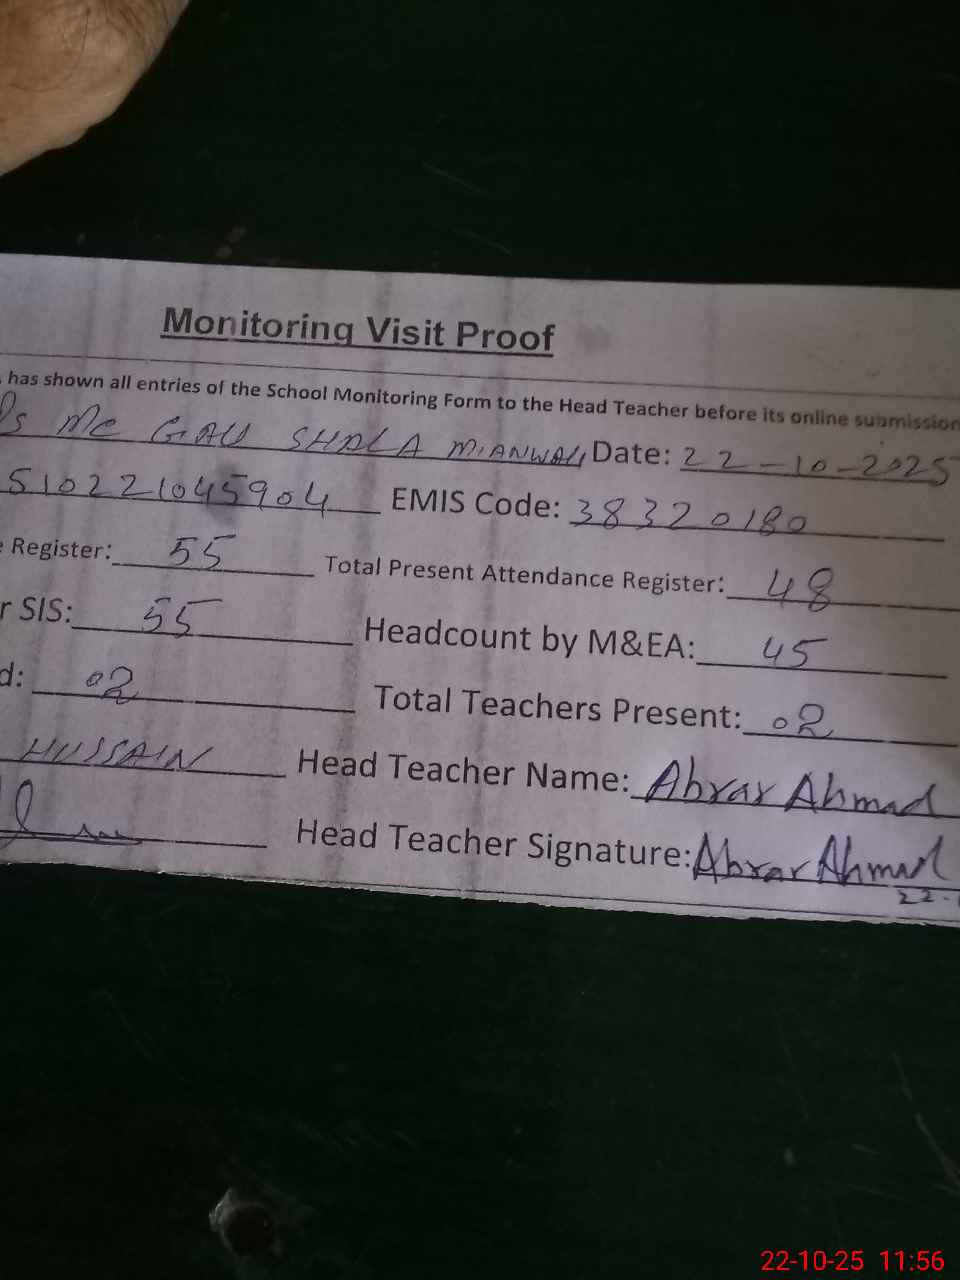 Monitoring Visit Proof
has shown all entries of the School Monitoring Form to the Head Teacher before its online submission
Ps Mc GAU SHALA MIANWALI Date: 22-10-2025
510221045904 EMIS Code: 38320180
Register: 55 Total Present Attendance Register: 48
r SIS: 55 Headcount by M&EA: 45
d: 02 Total Teachers Present: 02
HUSSAIN Head Teacher Name: Abrar Ahmad
Head Teacher Signature: Abrar Ahmad
22-
22-10-25 11:56